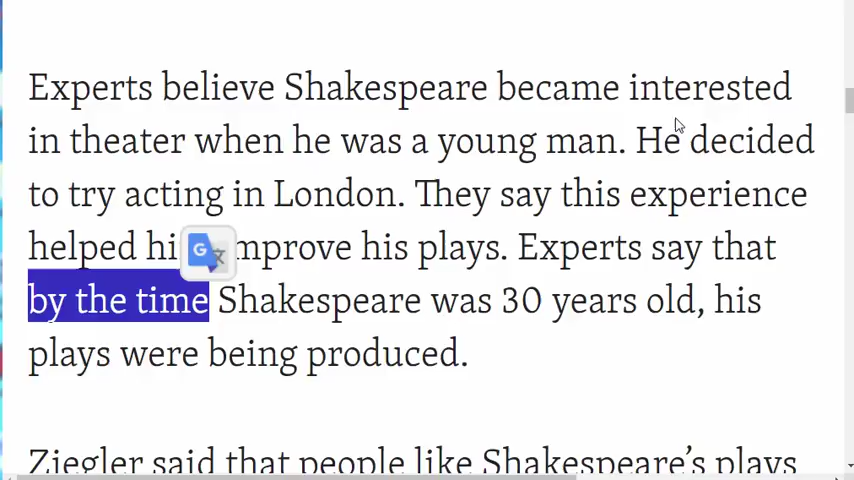 Experts believe Shakespeare became interested
in theater when he was a young man. He decided
to try acting in London. They say this experience
helped hi mprove his plays. Experts say that
by the time Shakespeare was 30 years old, his
plays were being produced.
Ziegler said that people like Shakespeare's plays